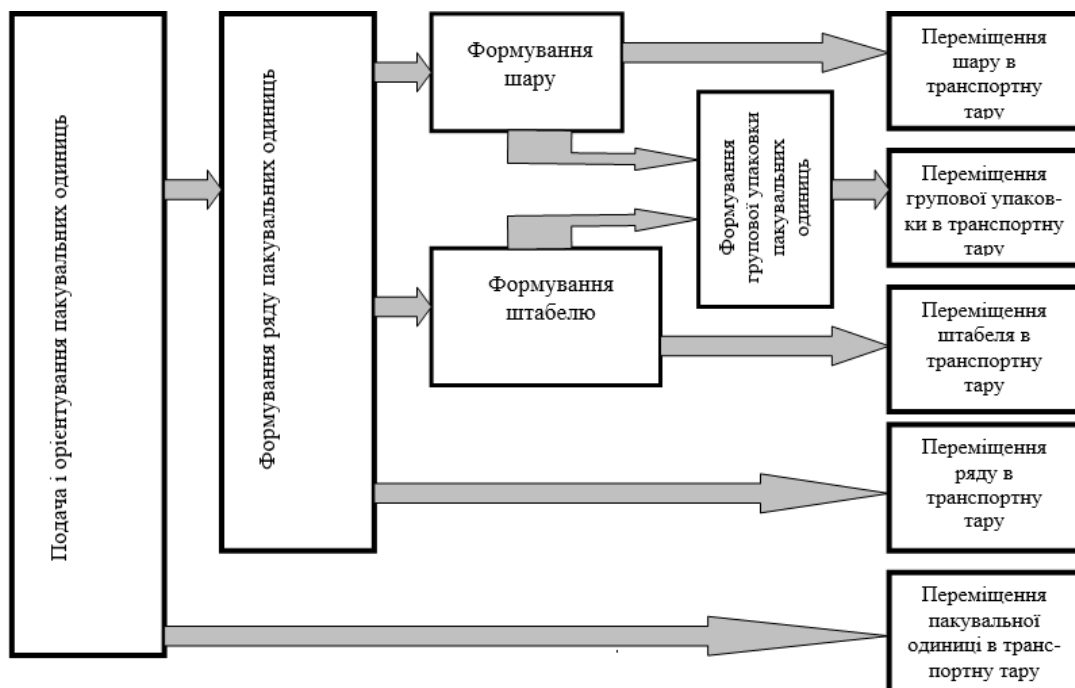 Подача і орієнтування пакувальних одиниць
Формування ряду пакувальних одиниць
Формування
шару
Формування
штабелю
Формування
групової упаковки
пакувальних
одиниць
Переміщення
шару в
транспортну
тару
Переміщення
групової упаков-
ки в транспортну
тару
Переміщення
штабеля в
транспортну
тару
Переміщення
ряду в
транспортну
тару
Переміщення
пакувальної
одиниці в транс-
портну тару